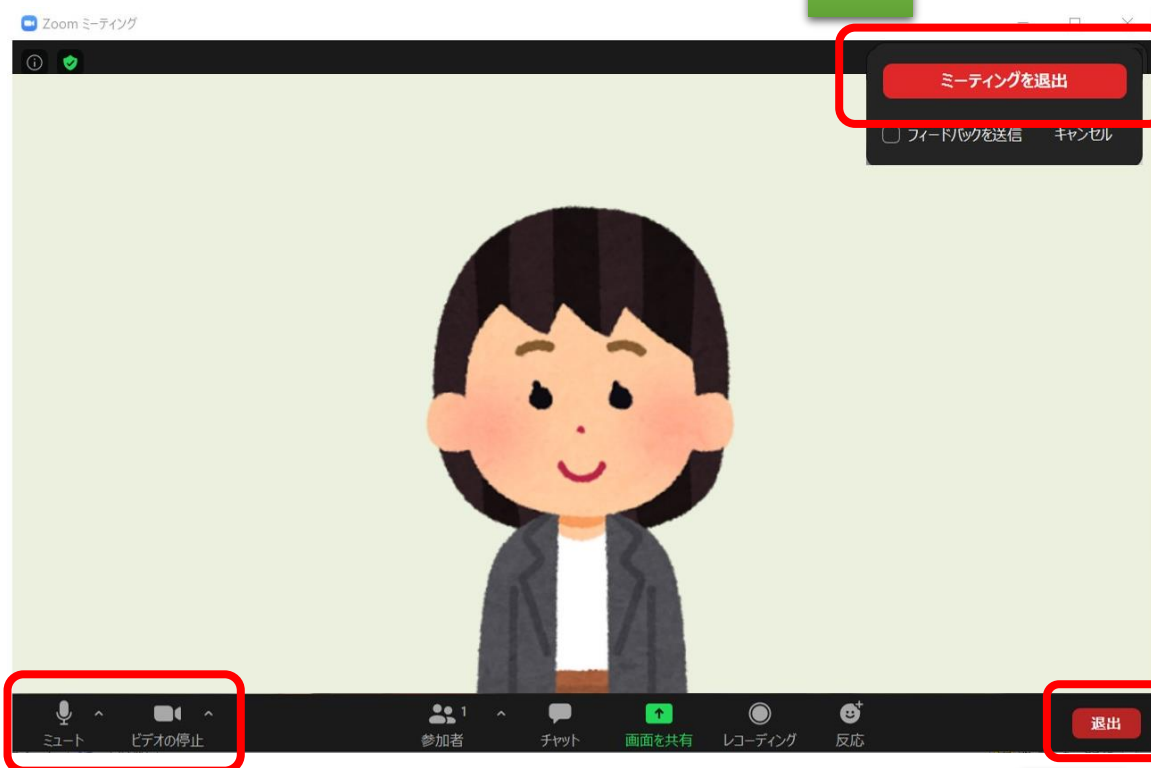 Zoom ミーティング
ミーティングを退出
フィードバックを送信 キャンセル
1
ミュート ビデオの停止 参加者 チャット 画面を共有 レコーディング 反応 退出